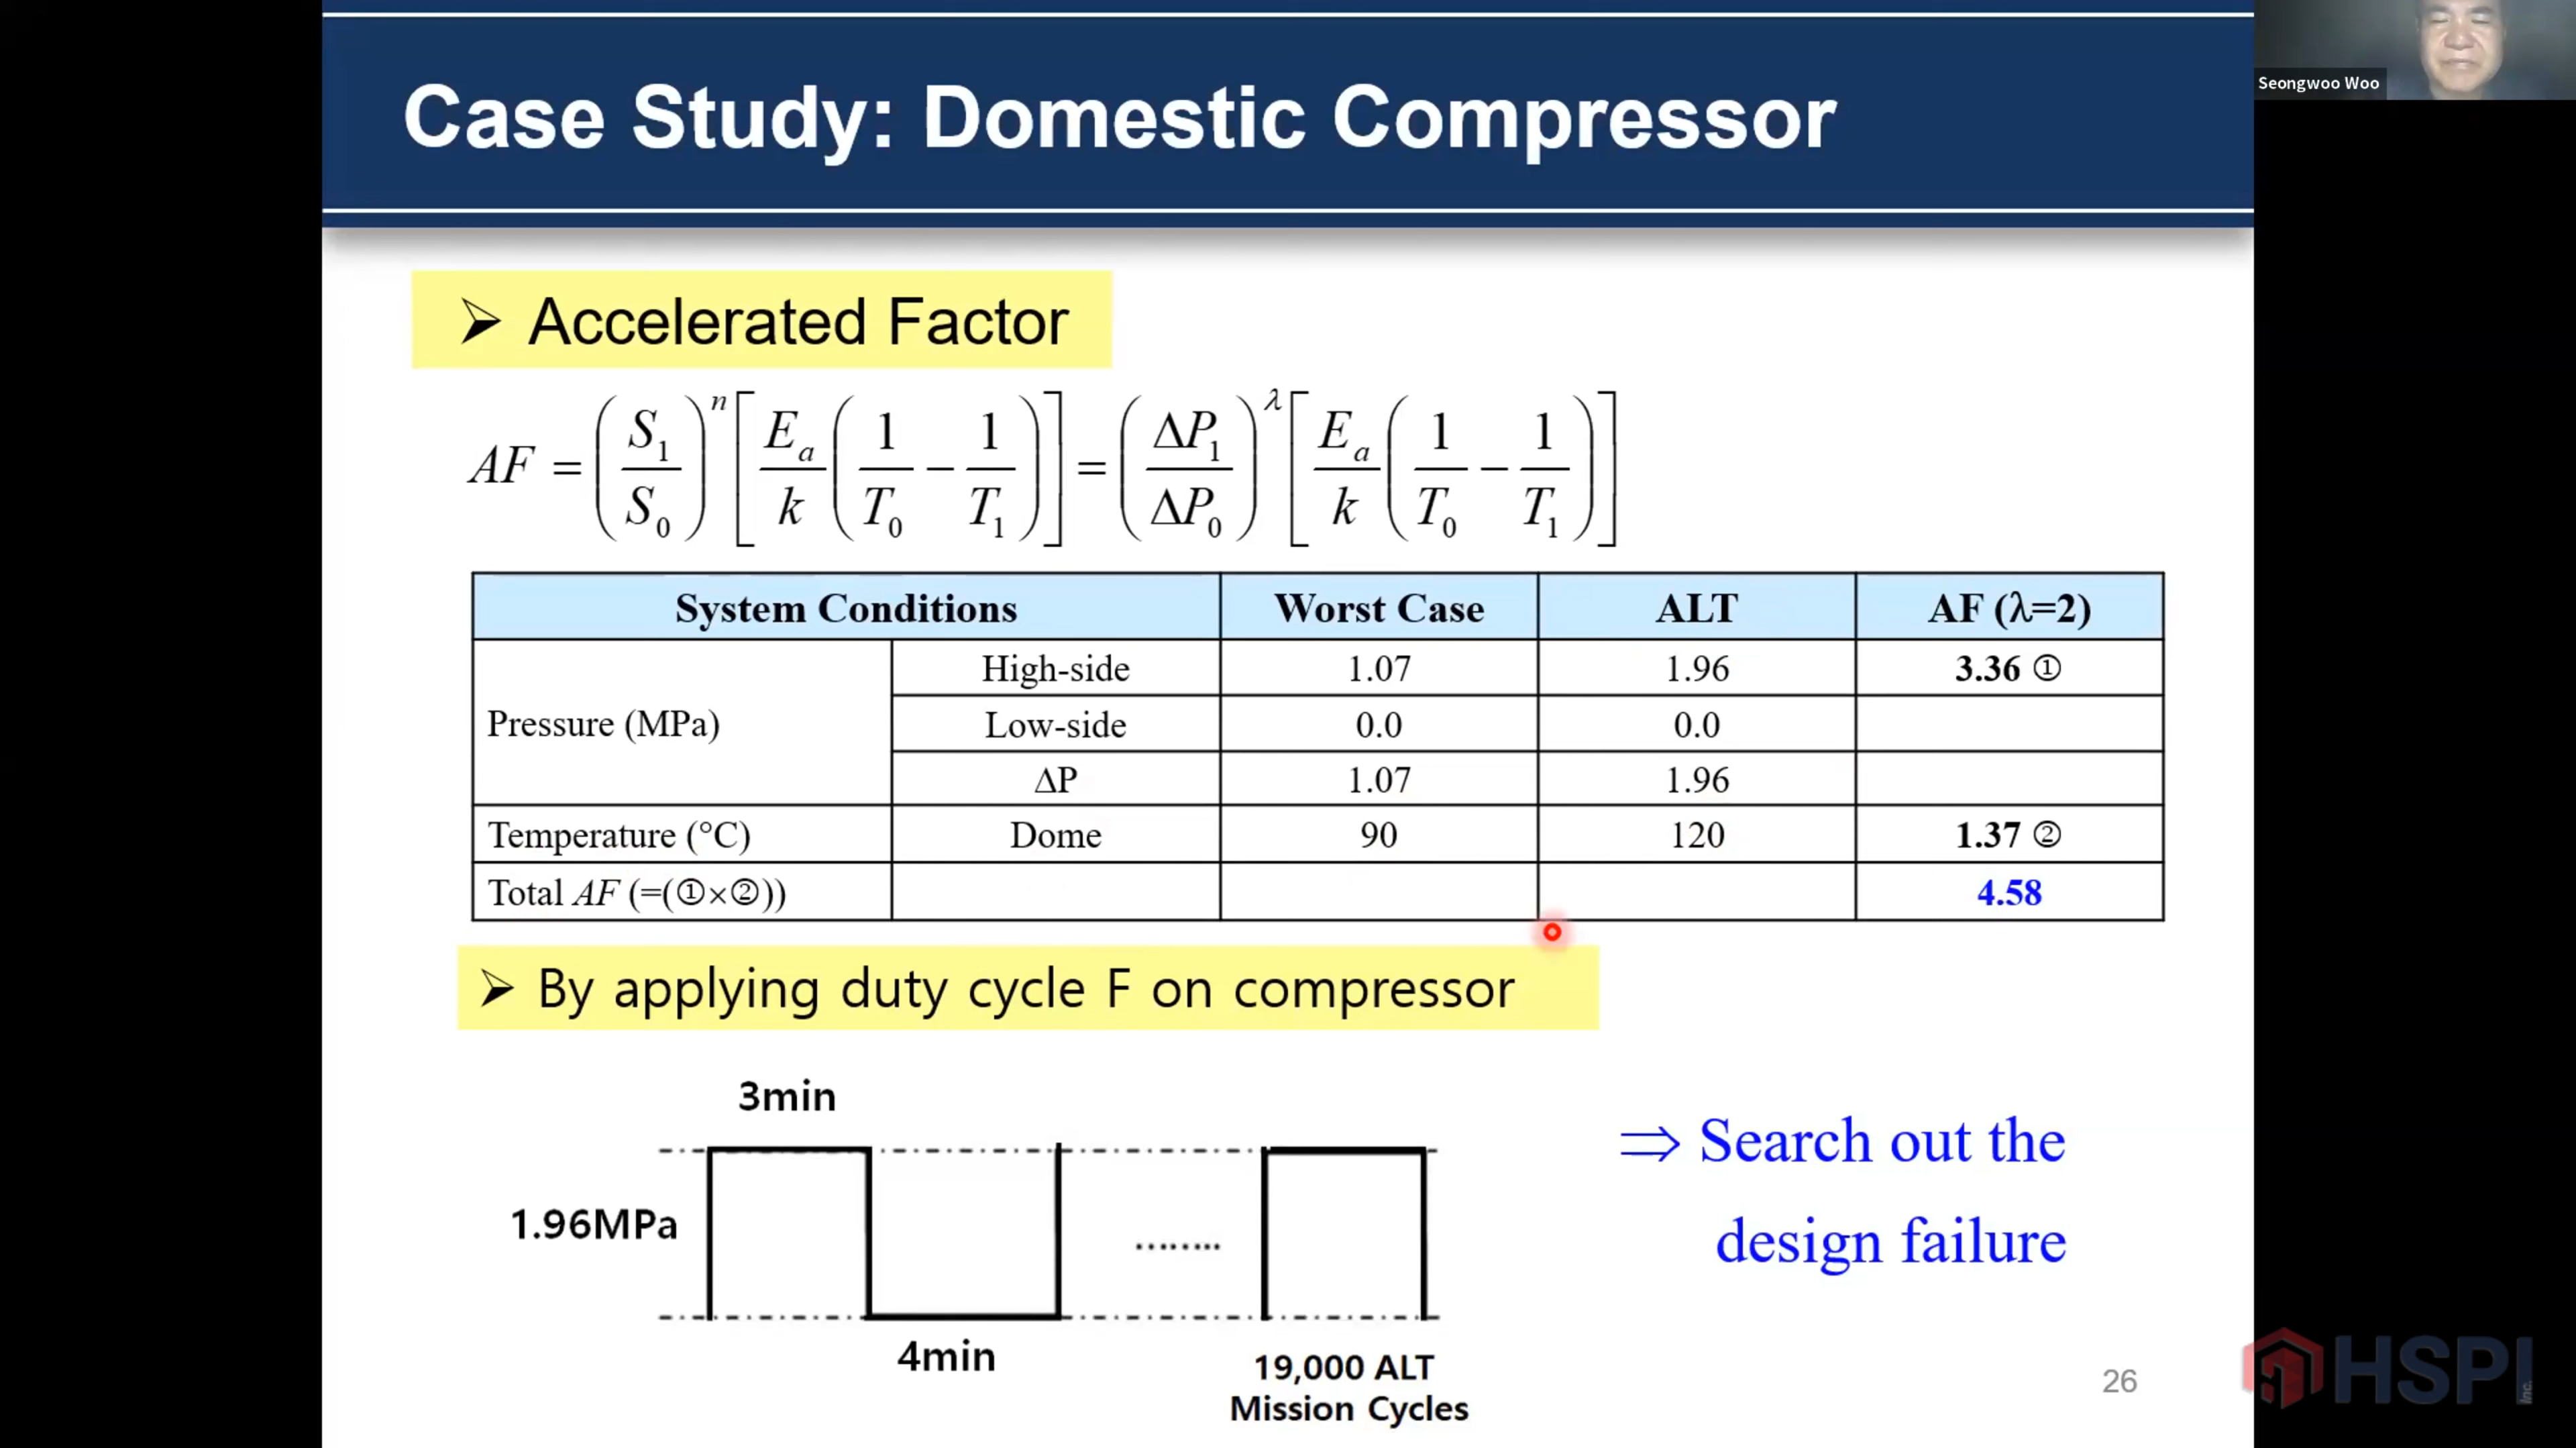 Seongwoo Woo
Case Study: Domestic Compressor
➢ Accelerated Factor
AF = (S₁/S₀)ⁿ [Eₐ/k (1/T₀ − 1/T₁)] = (ΔP₁/ΔP₀)^λ [Eₐ/k (1/T₀ − 1/T₁)]
System Conditions Worst Case ALT AF (λ=2)
Pressure (MPa) High-side 1.07 1.96 3.36 ①
Low-side 0.0 0.0
ΔP 1.07 1.96
Temperature (°C) Dome 90 120 1.37 ②
Total AF (=(①×②)) 4.58
➢ By applying duty cycle F on compressor
3min
1.96MPa
........
4min
19,000 ALT
Mission Cycles
⇒ Search out the
design failure
26
HSPI Inc.